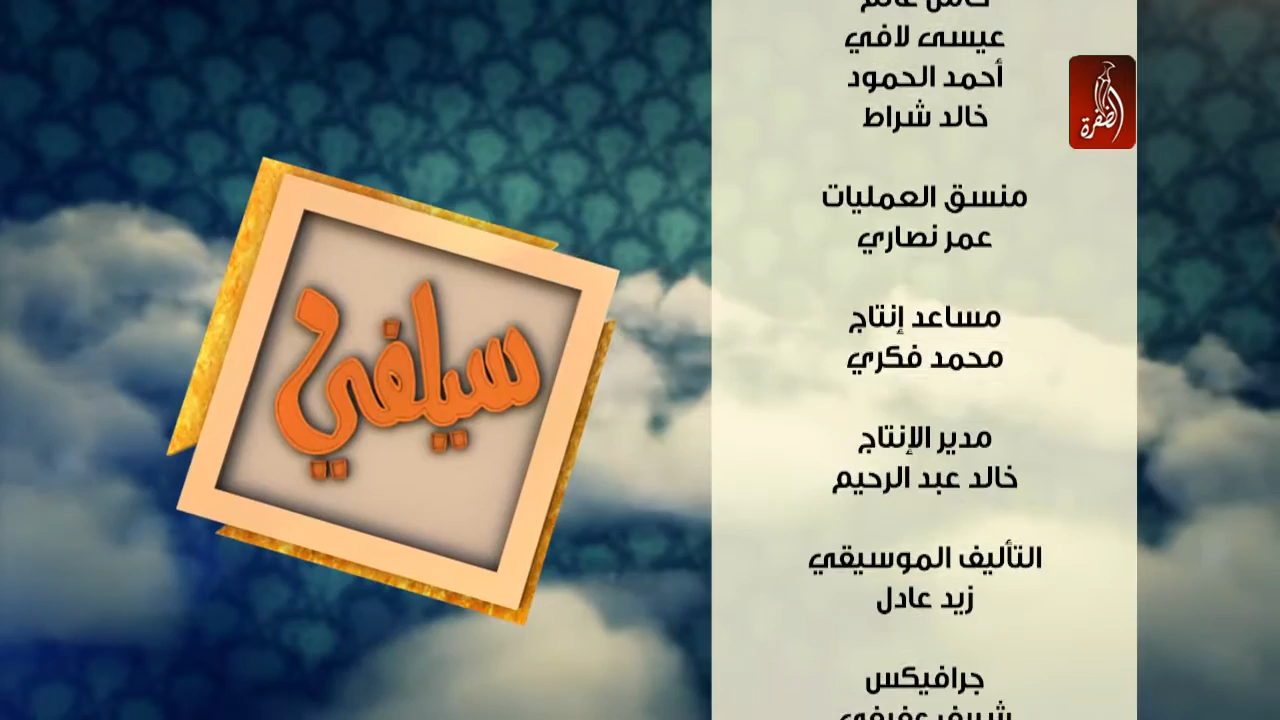 عيسى لافي
أحمد الحمود
خالد شراط
منسق العمليات
عمر نصاري
مساعد إنتاج
محمد فكري
مدير الإنتاج
خالد عبد الرحيم
التأليف الموسيقي
زيد عادل
جرافيكس
سيلفي
الظفرة